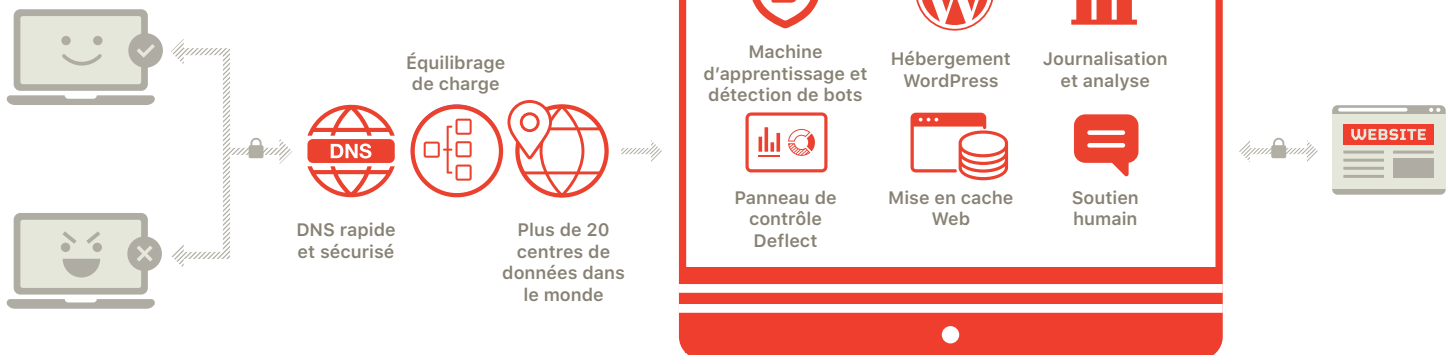 Équilibrage
de charge
DNS
DNS rapide
et sécurisé
Plus de 20
centres de
données dans
le monde
Machine
d’apprentissage et
détection de bots
Hébergement
WordPress
Journalisation
et analyse
Panneau de
contrôle
Deflect
Mise en cache
Web
Soutien
humain
WEBSITE